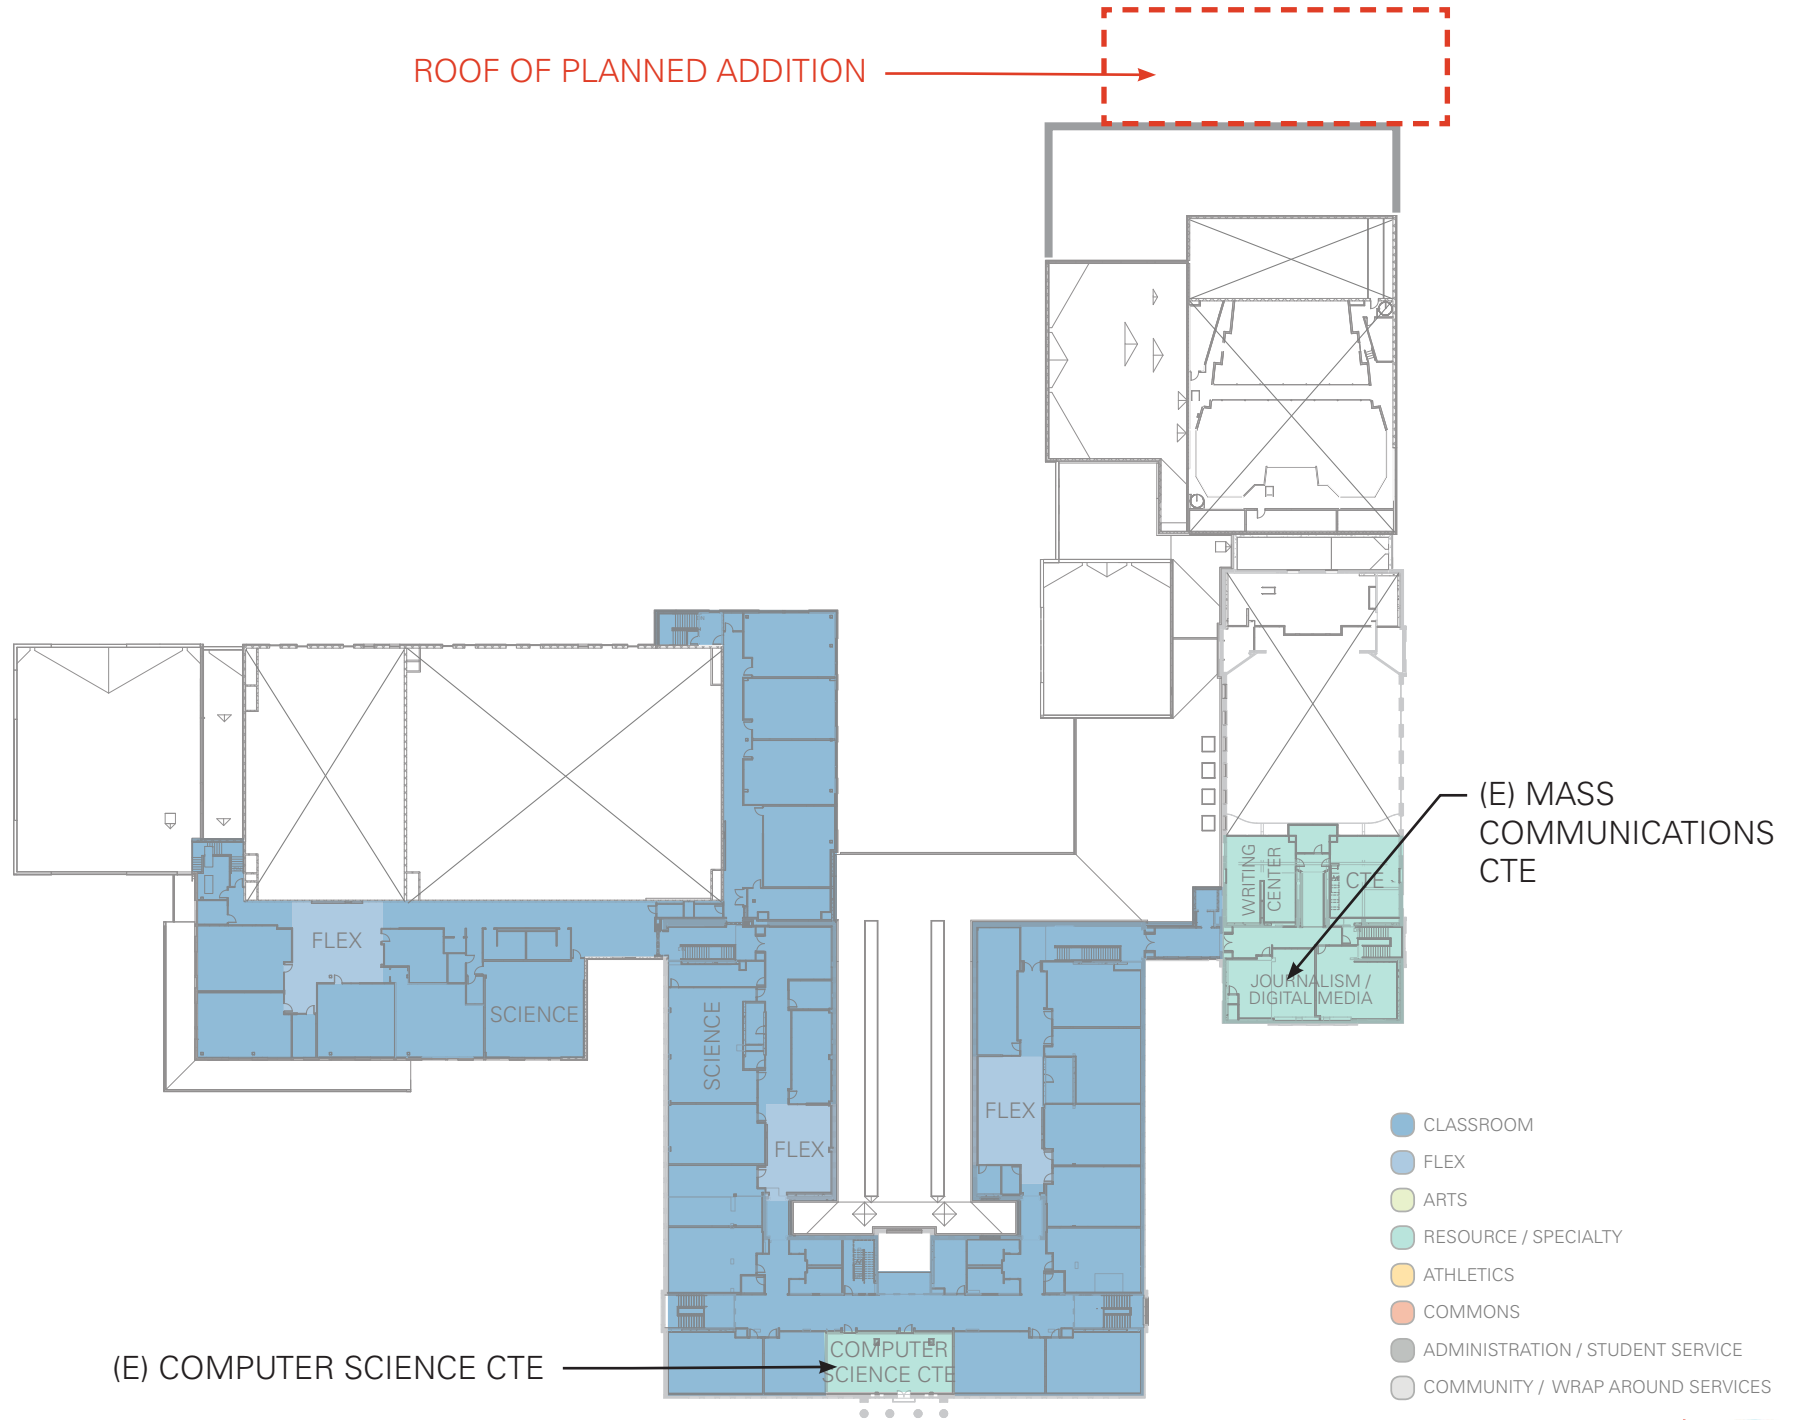 ROOF OF PLANNED ADDITION
(E) MASS
COMMUNICATIONS
CTE
WRITING
CENTER
CTE
FLEX
JOURNALISM /
DIGITAL MEDIA
SCIENCE
SCIENCE
FLEX
FLEX
CLASSROOM
FLEX
ARTS
RESOURCE / SPECIALTY
ATHLETICS
COMMONS
ADMINISTRATION / STUDENT SERVICE
COMMUNITY / WRAP AROUND SERVICES
(E) COMPUTER SCIENCE CTE
COMPUTER
SCIENCE CTE